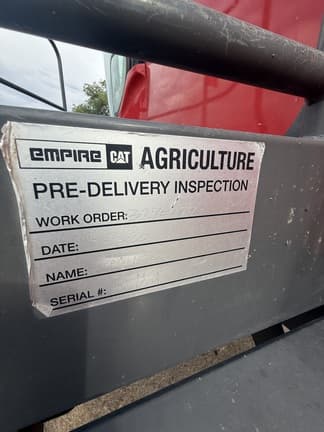 EMPIRE CAT AGRICULTURE
PRE-DELIVERY INSPECTION
WORK ORDER:
DATE:
NAME:
SERIAL #: